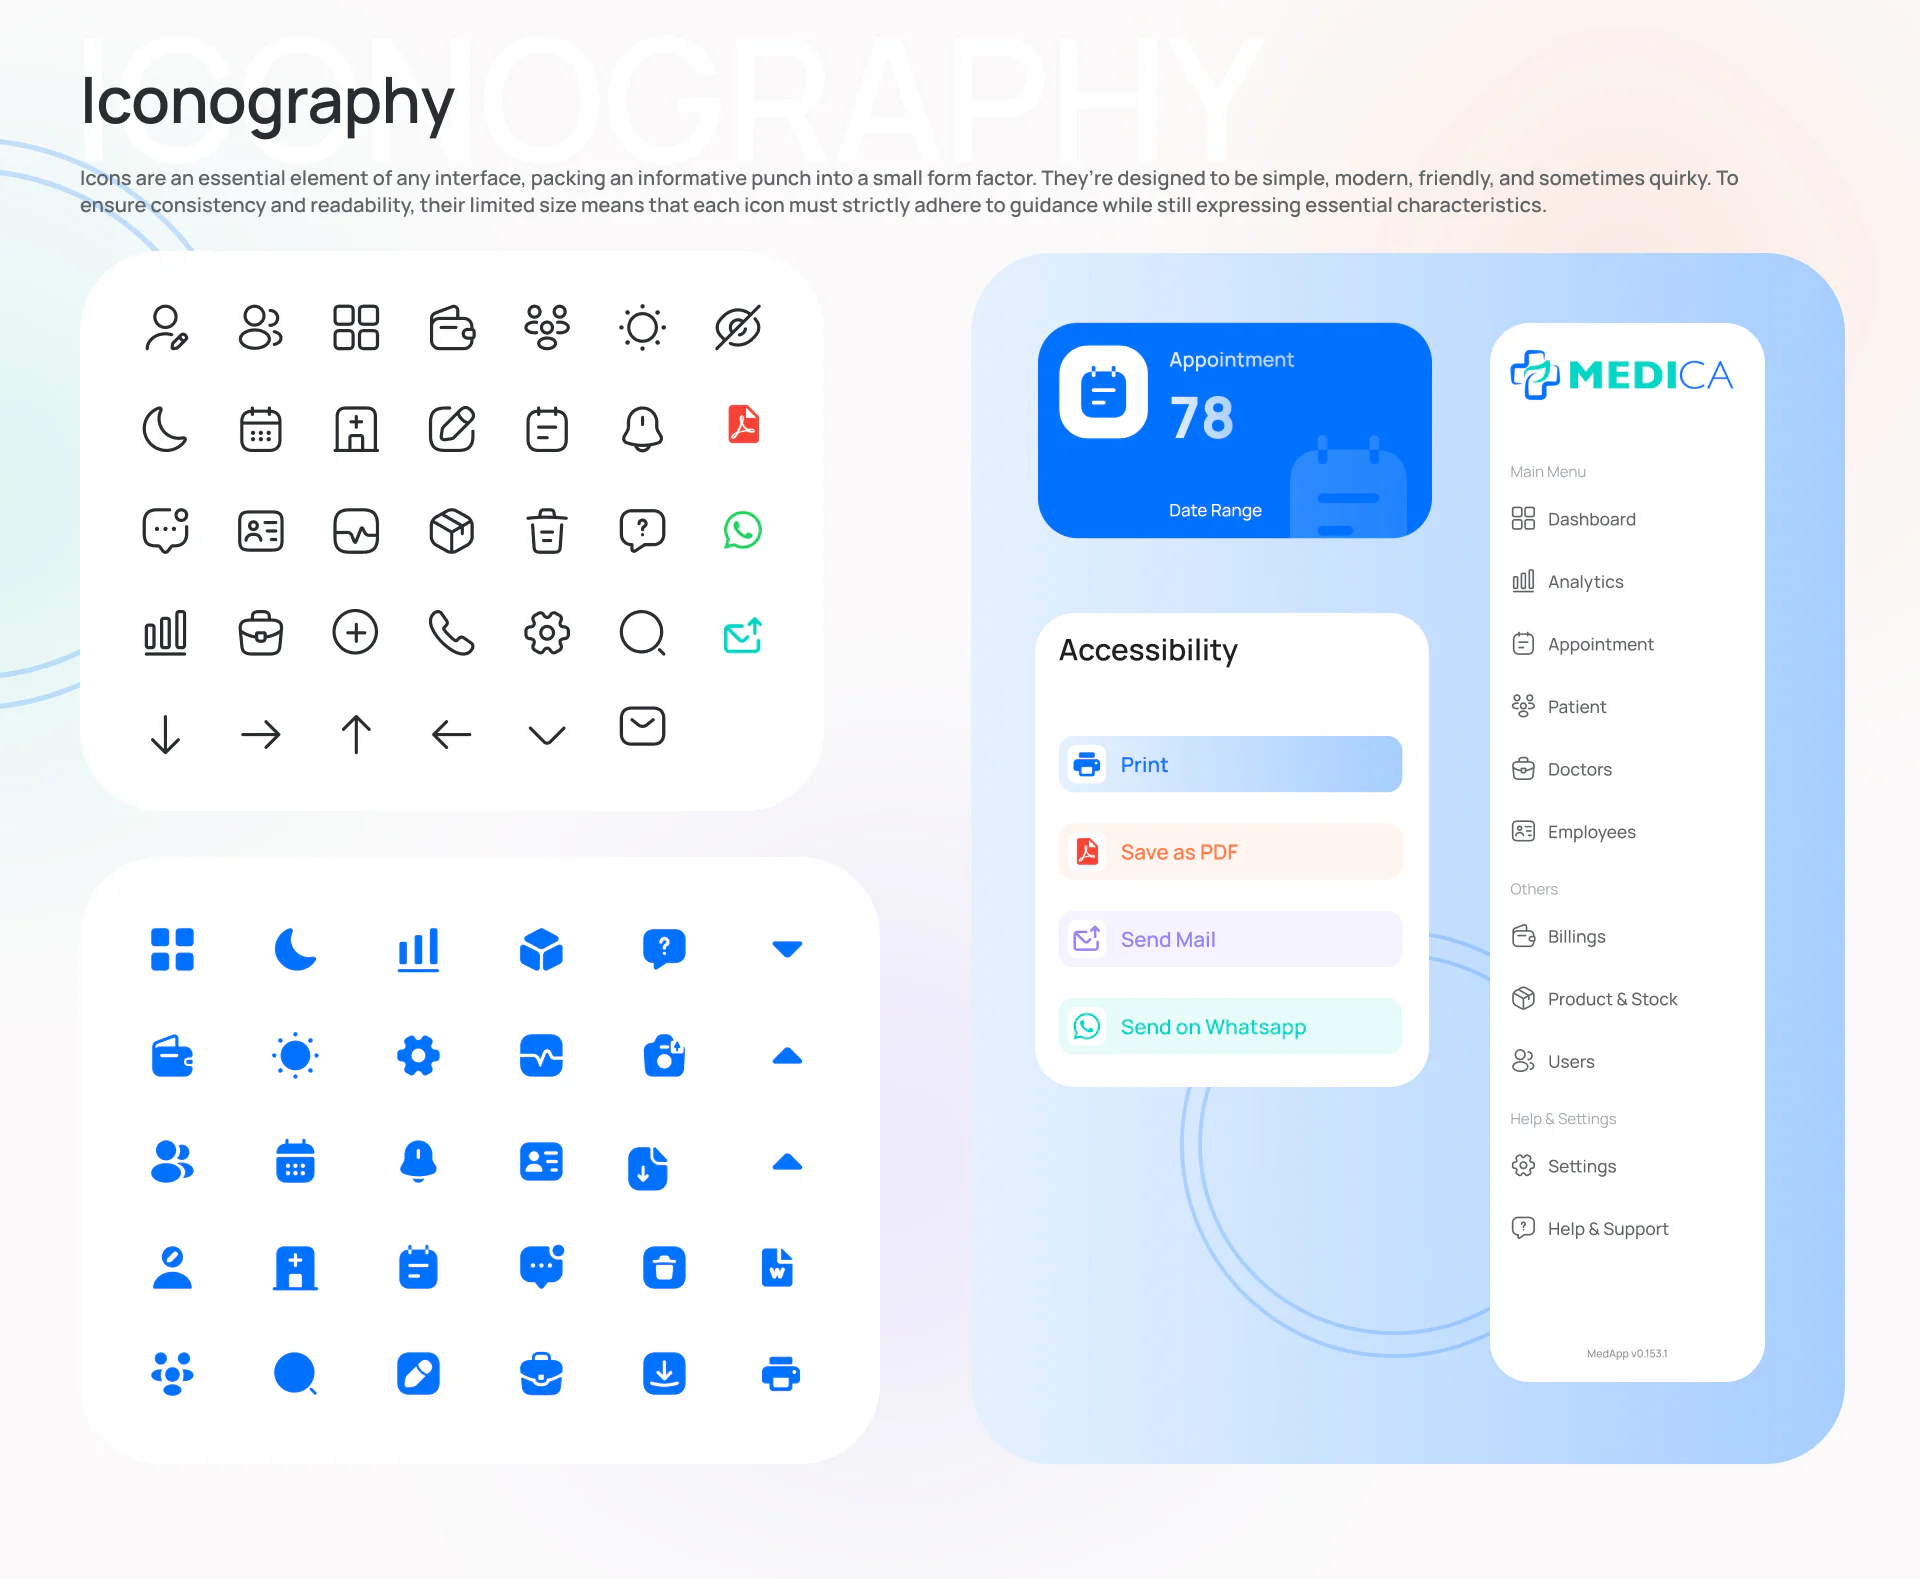 ICONOGRAPHY
Iconography
Icons are an essential element of any interface, packing an informative punch into a small form factor. They're designed to be simple, modern, friendly, and sometimes quirky. To
ensure consistency and readability, their limited size means that each icon must strictly adhere to guidance while still expressing essential characteristics.
?
?
W
Appointment
78
Date Range
Accessibility
Print
Save as PDF
Send Mail
Send on Whatsapp
MEDICA
Main Menu
Dashboard
Analytics
Appointment
Patient
Doctors
Employees
Others
Billings
Product & Stock
Users
Help & Settings
Settings
?
Help & Support
MedApp v0.153.1